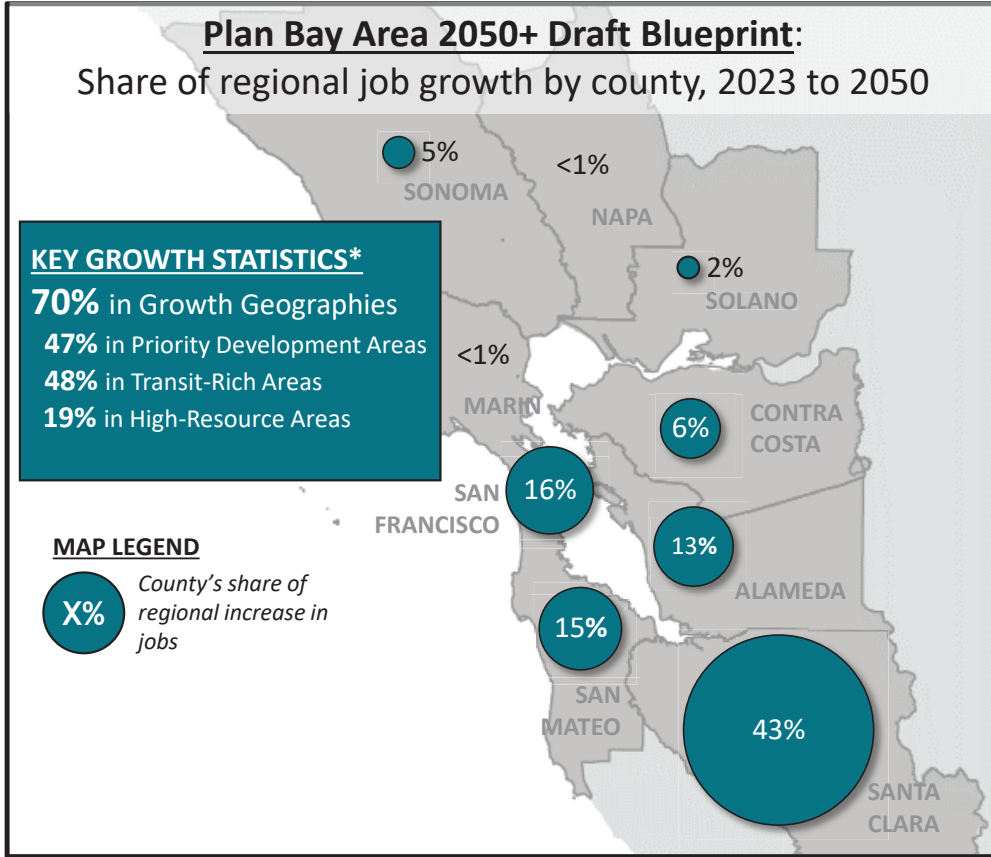 Plan Bay Area 2050+ Draft Blueprint:
Share of regional job growth by county, 2023 to 2050
5%
SONOMA
<1%
NAPA
2%
SOLANO
KEY GROWTH STATISTICS*
70% in Growth Geographies
47% in Priority Development Areas
48% in Transit-Rich Areas
19% in High-Resource Areas
<1%
MARIN
6%
CONTRA
COSTA
16%
SAN
FRANCISCO
13%
ALAMEDA
MAP LEGEND
X%
County's share of
regional increase in
jobs
15%
SAN
MATEO
43%
SANTA
CLARA